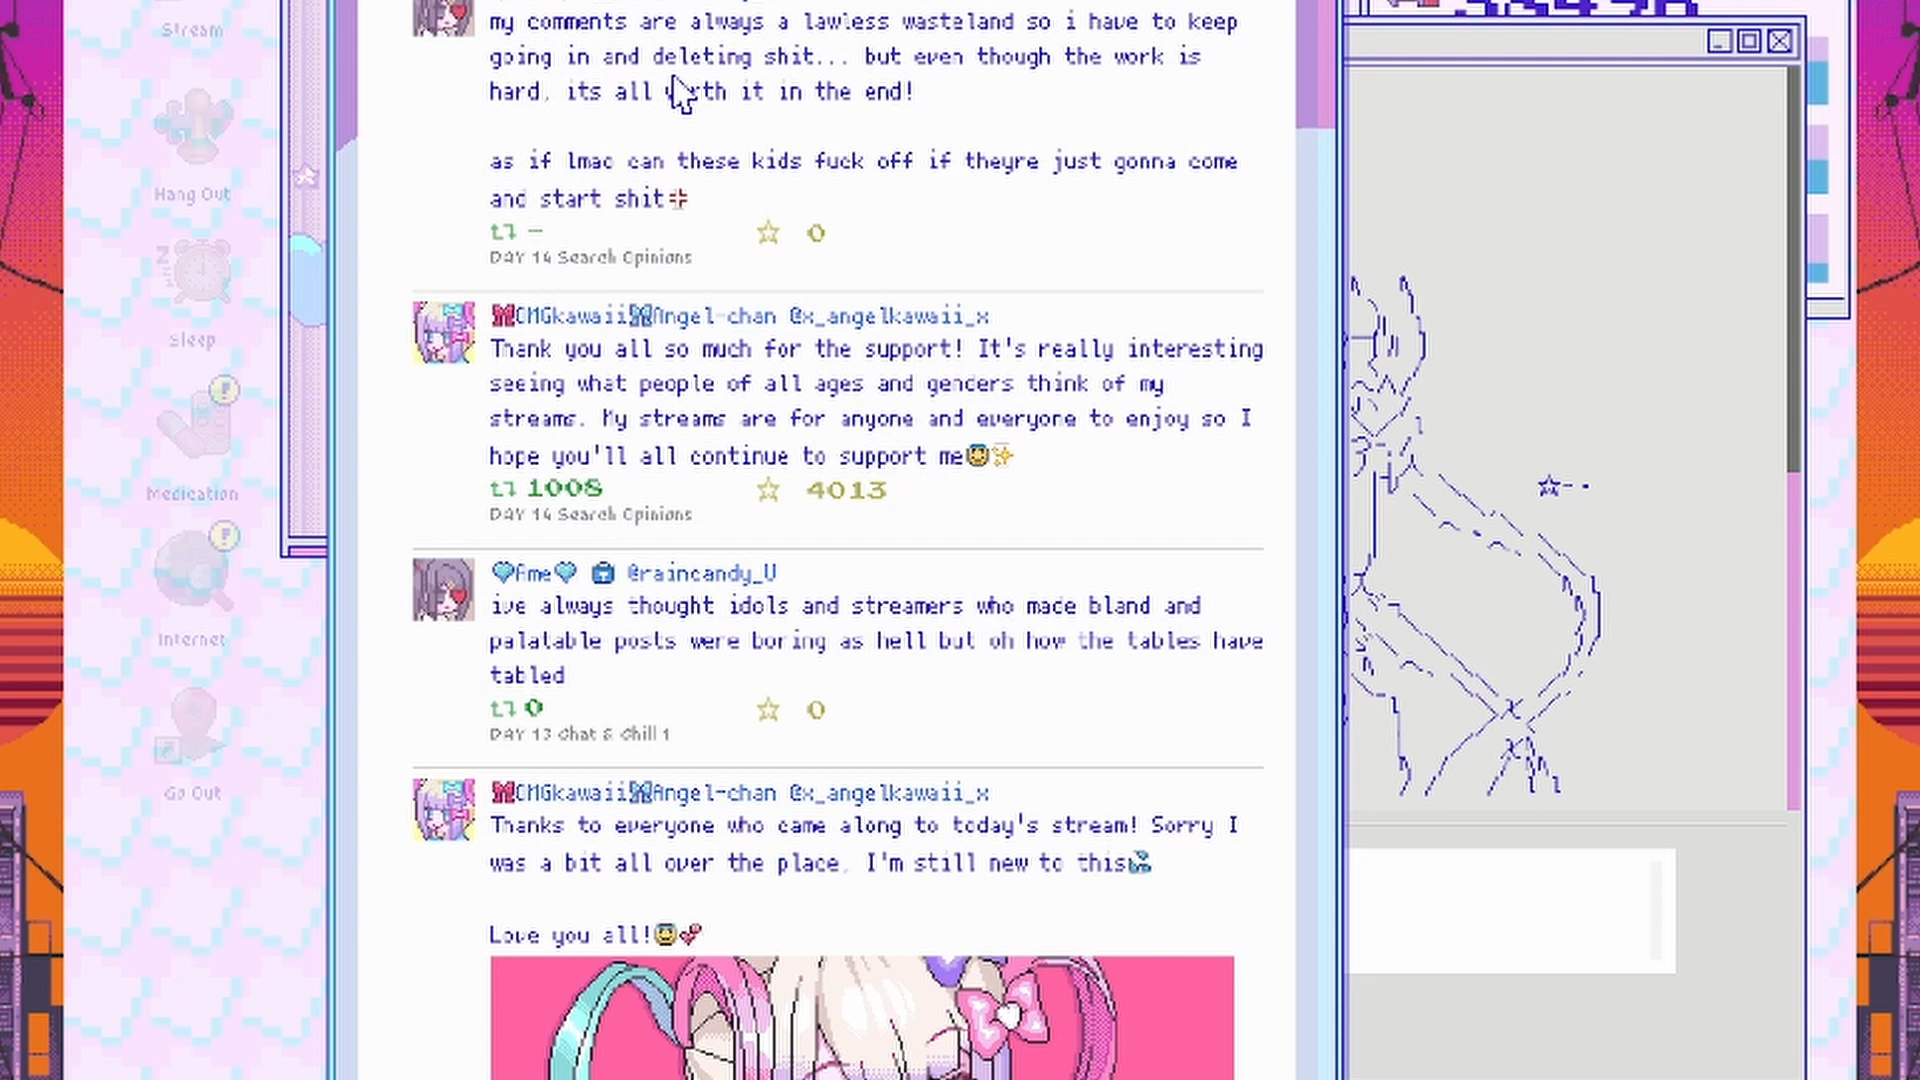 my comments are always a lawless wasteland so i have to keep
going in and deleting shit... but even though the work is
hard, its all worth it in the end!
as if lmao can these kids fuck off if theyre just gonna come
and start shit
0
DAY 14 Search Opinions
OMGkawaii Angel-chan @x_angelkawaii_x
Thank you all so much for the support! It's really interesting
seeing what people of all ages and genders think of my
streams. My streams are for anyone and everyone to enjoy so I
hope you'll all continue to support me
1008 4013
DAY 14 Search Opinions
Ame @raincandy_U
ive always thought idols and streamers who made bland and
palatable posts were boring as hell but oh how the tables have
tabled
0 0
DAY 13 Chat & Chill 1
OMGkawaii Angel-chan @x_angelkawaii_x
Thanks to everyone who came along to today's stream! Sorry I
was a bit all over the place, I'm still new to this
Love you all!
Stream
Hang Out
Sleep
Medication
Internet
Go Out